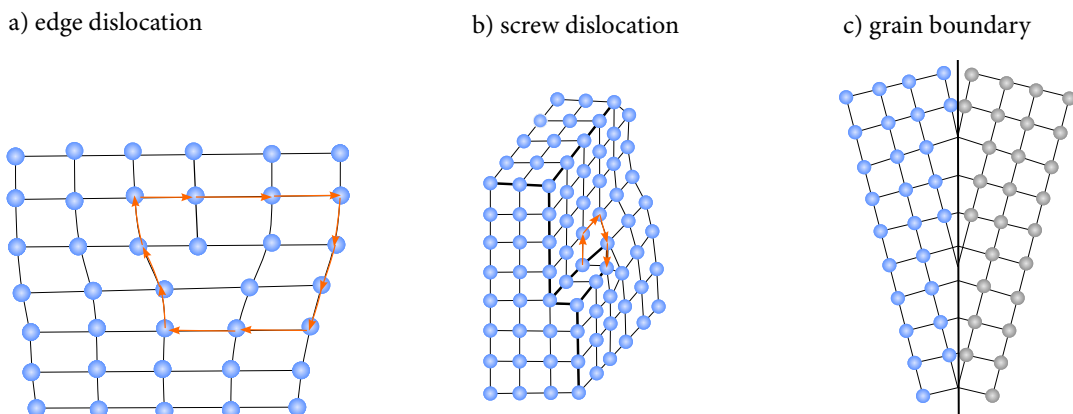 a) edge dislocation
b) screw dislocation
c) grain boundary